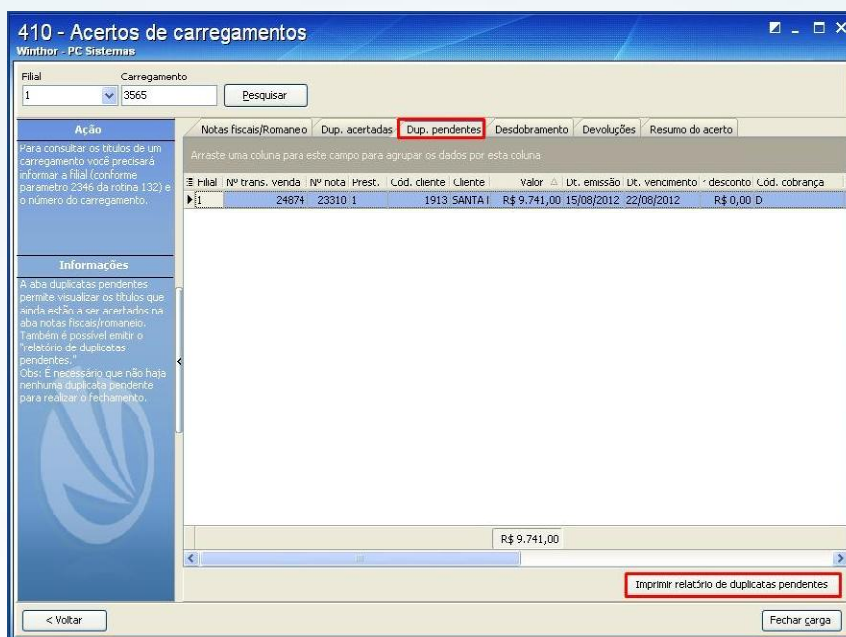 410 - Acertos de carregamentos
Winthor - PC Sistemas
Filial Carregamento
1 3565 Pesquisar
Ação
Para consultar os títulos de um
carregamento você precisará
informar a filial (conforme
parametro 2346 da rotina 132) e
o número do carregamento.
Informações
A aba duplicatas pendentes
permite visualizar os títulos que
ainda estão a ser acertados na
aba notas fiscais/romaneio.
Também é possível emitir o
"relatório de duplicatas
pendentes."
Obs: É necessário que não haja
nenhuma duplicata pendente
para realizar o fechamento.
Notas fiscais/Romaneo Dup. acertadas Dup. pendentes Desdobramento Devoluções Resumo do acerto
Arraste uma coluna para este campo para agrupar os dados por esta coluna
Filial Nº trans. venda Nº nota Prest. Cód. cliente Cliente Valor Dt. emissão Dt. vencimento desconto Cód. cobrança
1 24874 23310 1 1913 SANTA R$ 9.741,00 15/08/2012 22/08/2012 R$ 0,00 D
R$ 9.741,00
Imprimir relatório de duplicatas pendentes
< Voltar Fechar carga